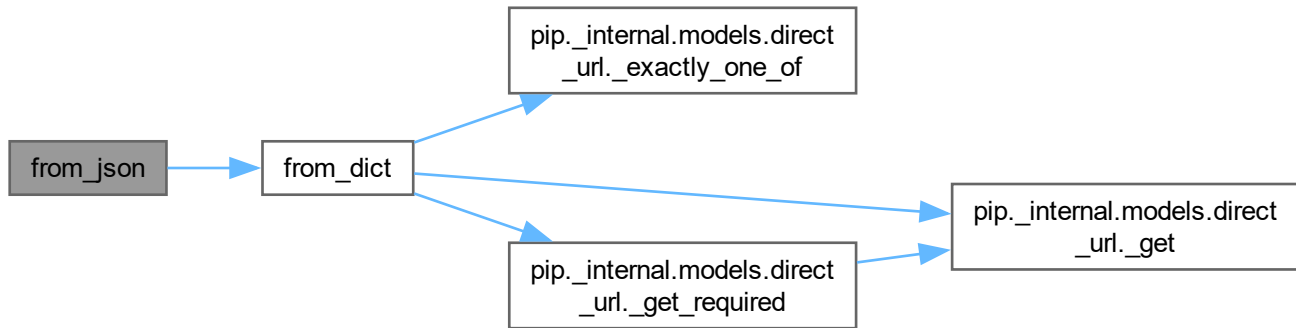 pip._internal.models.direct
_url._exactly_one_of
from_json
from_dict
pip._internal.models.direct
_url._get
pip._internal.models.direct
_url._get_required